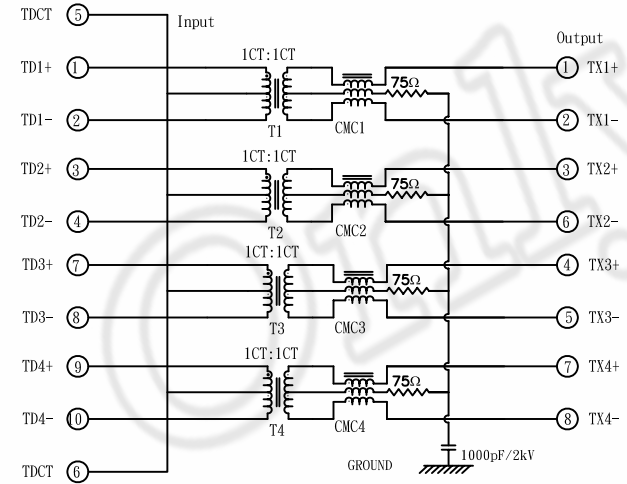 TDCT 5 Input
Output
1CT:1CT
TD1+ 1 75Ω 1 TX1+
TD1- 2 T1 CMC1 2 TX1-
1CT:1CT
TD2+ 3 75Ω 3 TX2+
TD2- 4 T2 CMC2 6 TX2-
1CT:1CT
TD3+ 7 75Ω 4 TX3+
TD3- 8 T3 CMC3 5 TX3-
1CT:1CT
TD4+ 9 75Ω 7 TX4+
TD4- 10 T4 CMC4 8 TX4-
1000pF/2kV
TDCT 6 GROUND